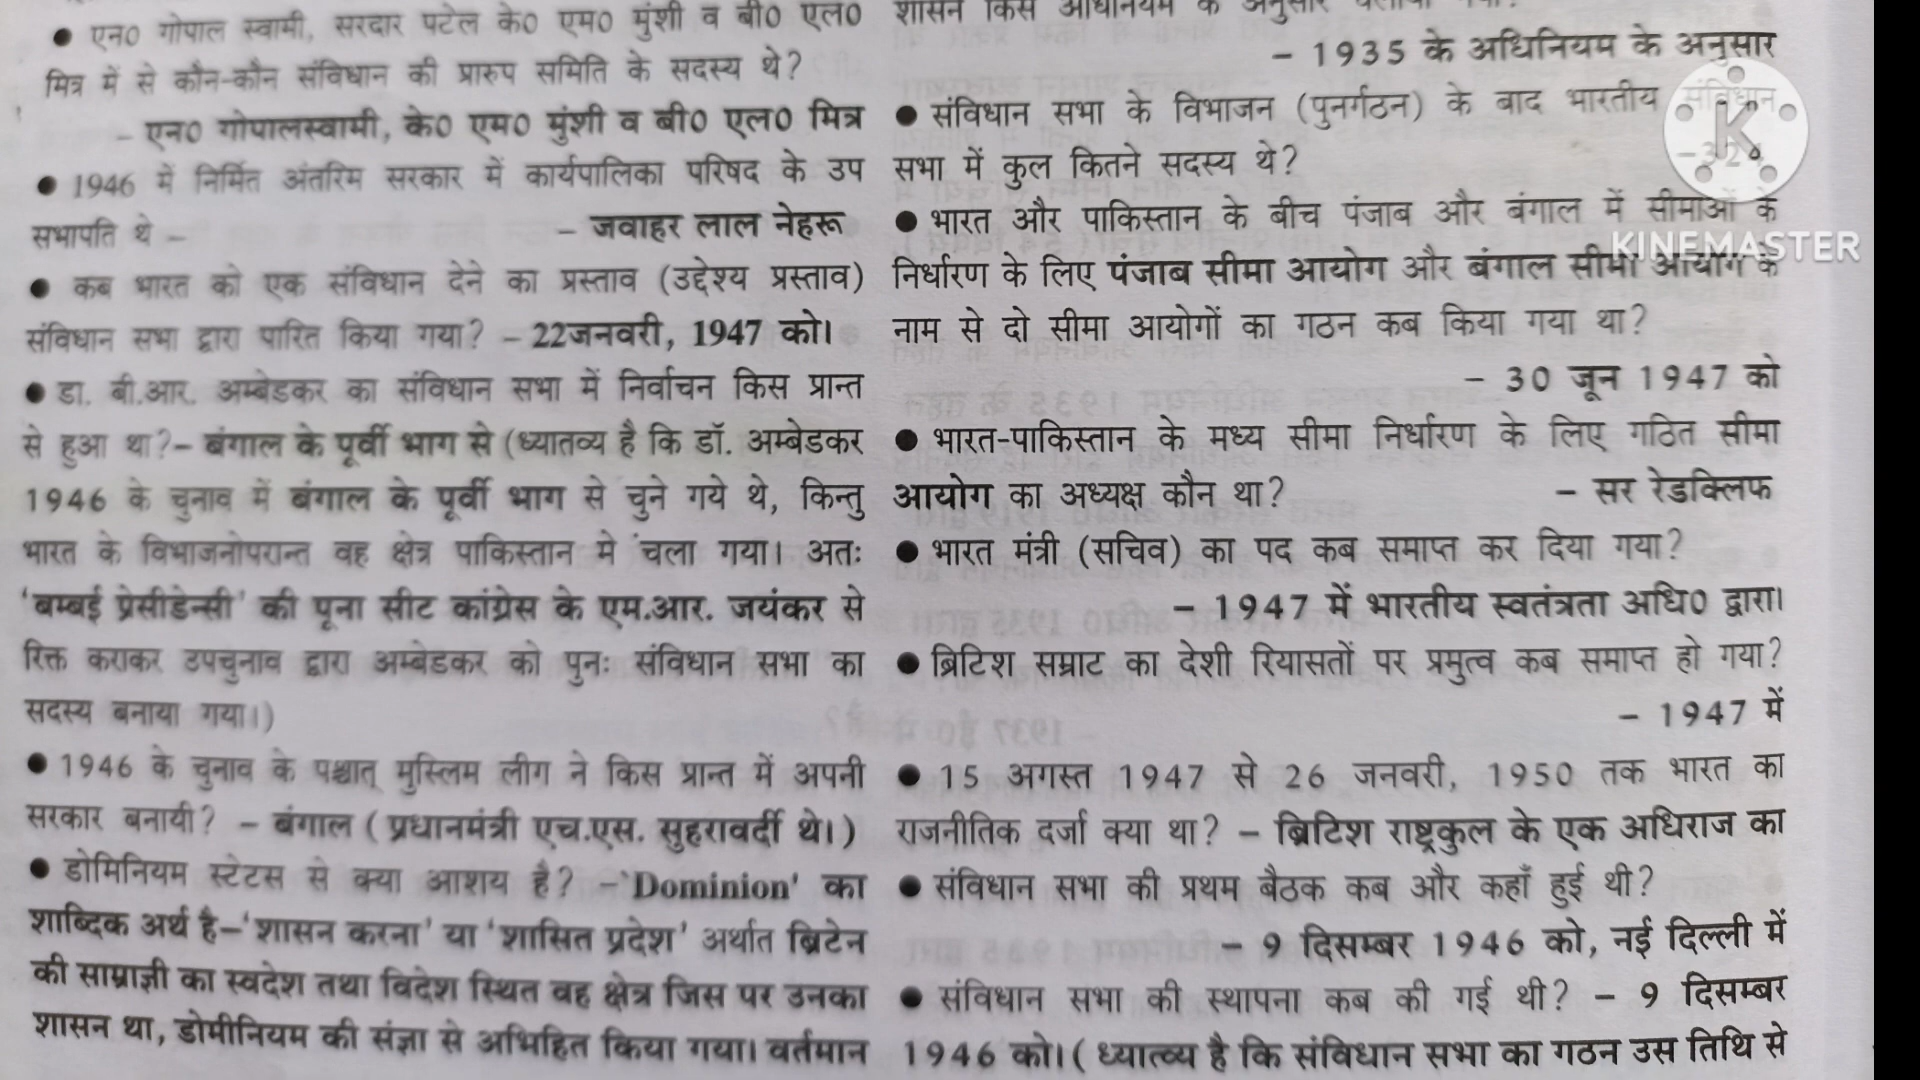 • एन0 गोपाल स्वामी, सरदार पटेल के0 एम0 मुंशी व बी0 एल0
मित्र में से कौन-कौन संविधान की प्रारुप समिति के सदस्य थे?
- एन0 गोपालस्वामी, के0 एम0 मुंशी व बी0 एल0 मित्र
• 1946 में निर्मित अंतरिम सरकार में कार्यपालिका परिषद के उप
सभापति थे – – जवाहर लाल नेहरू
• कब भारत को एक संविधान देने का प्रस्ताव (उद्देश्य प्रस्ताव)
संविधान सभा द्वारा पारित किया गया? – 22जनवरी, 1947 को।
• डा. बी.आर. अम्बेडकर का संविधान सभा में निर्वाचन किस प्रान्त
से हुआ था?– बंगाल के पूर्वी भाग से (ध्यातव्य है कि डॉ. अम्बेडकर
1946 के चुनाव में बंगाल के पूर्वी भाग से चुने गये थे, किन्तु
भारत के विभाजनोपरान्त वह क्षेत्र पाकिस्तान मे चला गया। अतः
'बम्बई प्रेसीडेन्सी' की पूना सीट कांग्रेस के एम.आर. जयंकर से
रिक्त कराकर उपचुनाव द्वारा अम्बेडकर को पुनः संविधान सभा का
सदस्य बनाया गया।)
• 1946 के चुनाव के पश्चात् मुस्लिम लीग ने किस प्रान्त में अपनी
सरकार बनायी? – बंगाल ( प्रधानमंत्री एच.एस. सुहरावर्दी थे।)
• डोमिनियम स्टेटस से क्या आशय है? –'Dominion' का
शाब्दिक अर्थ है–'शासन करना' या 'शासित प्रदेश' अर्थात ब्रिटेन
की साम्राज्ञी का स्वदेश तथा विदेश स्थित वह क्षेत्र जिस पर उनका
शासन था, डोमीनियम की संज्ञा से अभिहित किया गया। वर्तमान
शासन किस अधिनियम के अनुसार
– 1935 के अधिनियम के अनुसार
• संविधान सभा के विभाजन (पुनर्गठन) के बाद भारतीय संविधान
सभा में कुल कितने सदस्य थे?
• भारत और पाकिस्तान के बीच पंजाब और बंगाल में सीमाओं के
निर्धारण के लिए पंजाब सीमा आयोग और बंगाल सीमा आयोग के
नाम से दो सीमा आयोगों का गठन कब किया गया था?
– 30 जून 1947 को
• भारत-पाकिस्तान के मध्य सीमा निर्धारण के लिए गठित सीमा
आयोग का अध्यक्ष कौन था? – सर रेडक्लिफ
• भारत मंत्री (सचिव) का पद कब समाप्त कर दिया गया?
– 1947 में भारतीय स्वतंत्रता अधि0 द्वारा।
• ब्रिटिश सम्राट का देशी रियासतों पर प्रमुत्व कब समाप्त हो गया?
– 1947 में
• 15 अगस्त 1947 से 26 जनवरी, 1950 तक भारत का
राजनीतिक दर्जा क्या था? – ब्रिटिश राष्ट्रकुल के एक अधिराज का
• संविधान सभा की प्रथम बैठक कब और कहाँ हुई थी?
– 9 दिसम्बर 1946 को, नई दिल्ली में
• संविधान सभा की स्थापना कब की गई थी? – 9 दिसम्बर
1946 को। ( ध्यात्व्य है कि संविधान सभा का गठन उस तिथि से
K
KINEMASTER